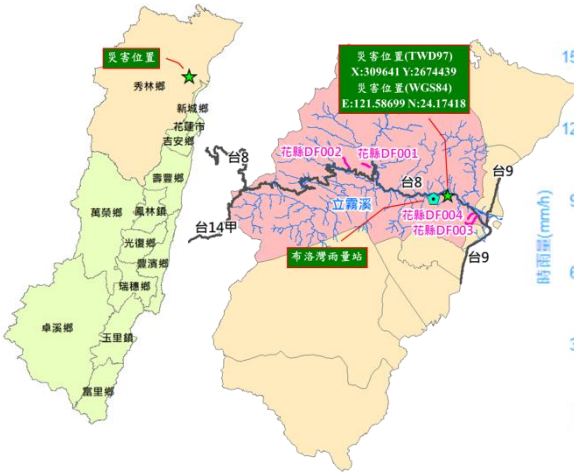 災害位置
秀林鄉
新城鄉
花蓮市
吉安鄉
壽豐鄉
萬榮鄉
鳳林鎮
光復鄉
豐濱鄉
瑞穗鄉
卓溪鄉
玉里鎮
富里鄉
災害位置(TWD97)
X:309641 Y:2674439
災害位置(WGS84)
E:121.58699 N:24.17418
台8
花縣DF002
花縣DF001
台9
台8
立霧溪
花縣DF004
花縣DF003
台14甲
布洛灣雨量站
台9
時雨量(mm/h)
15
12
9
6
3